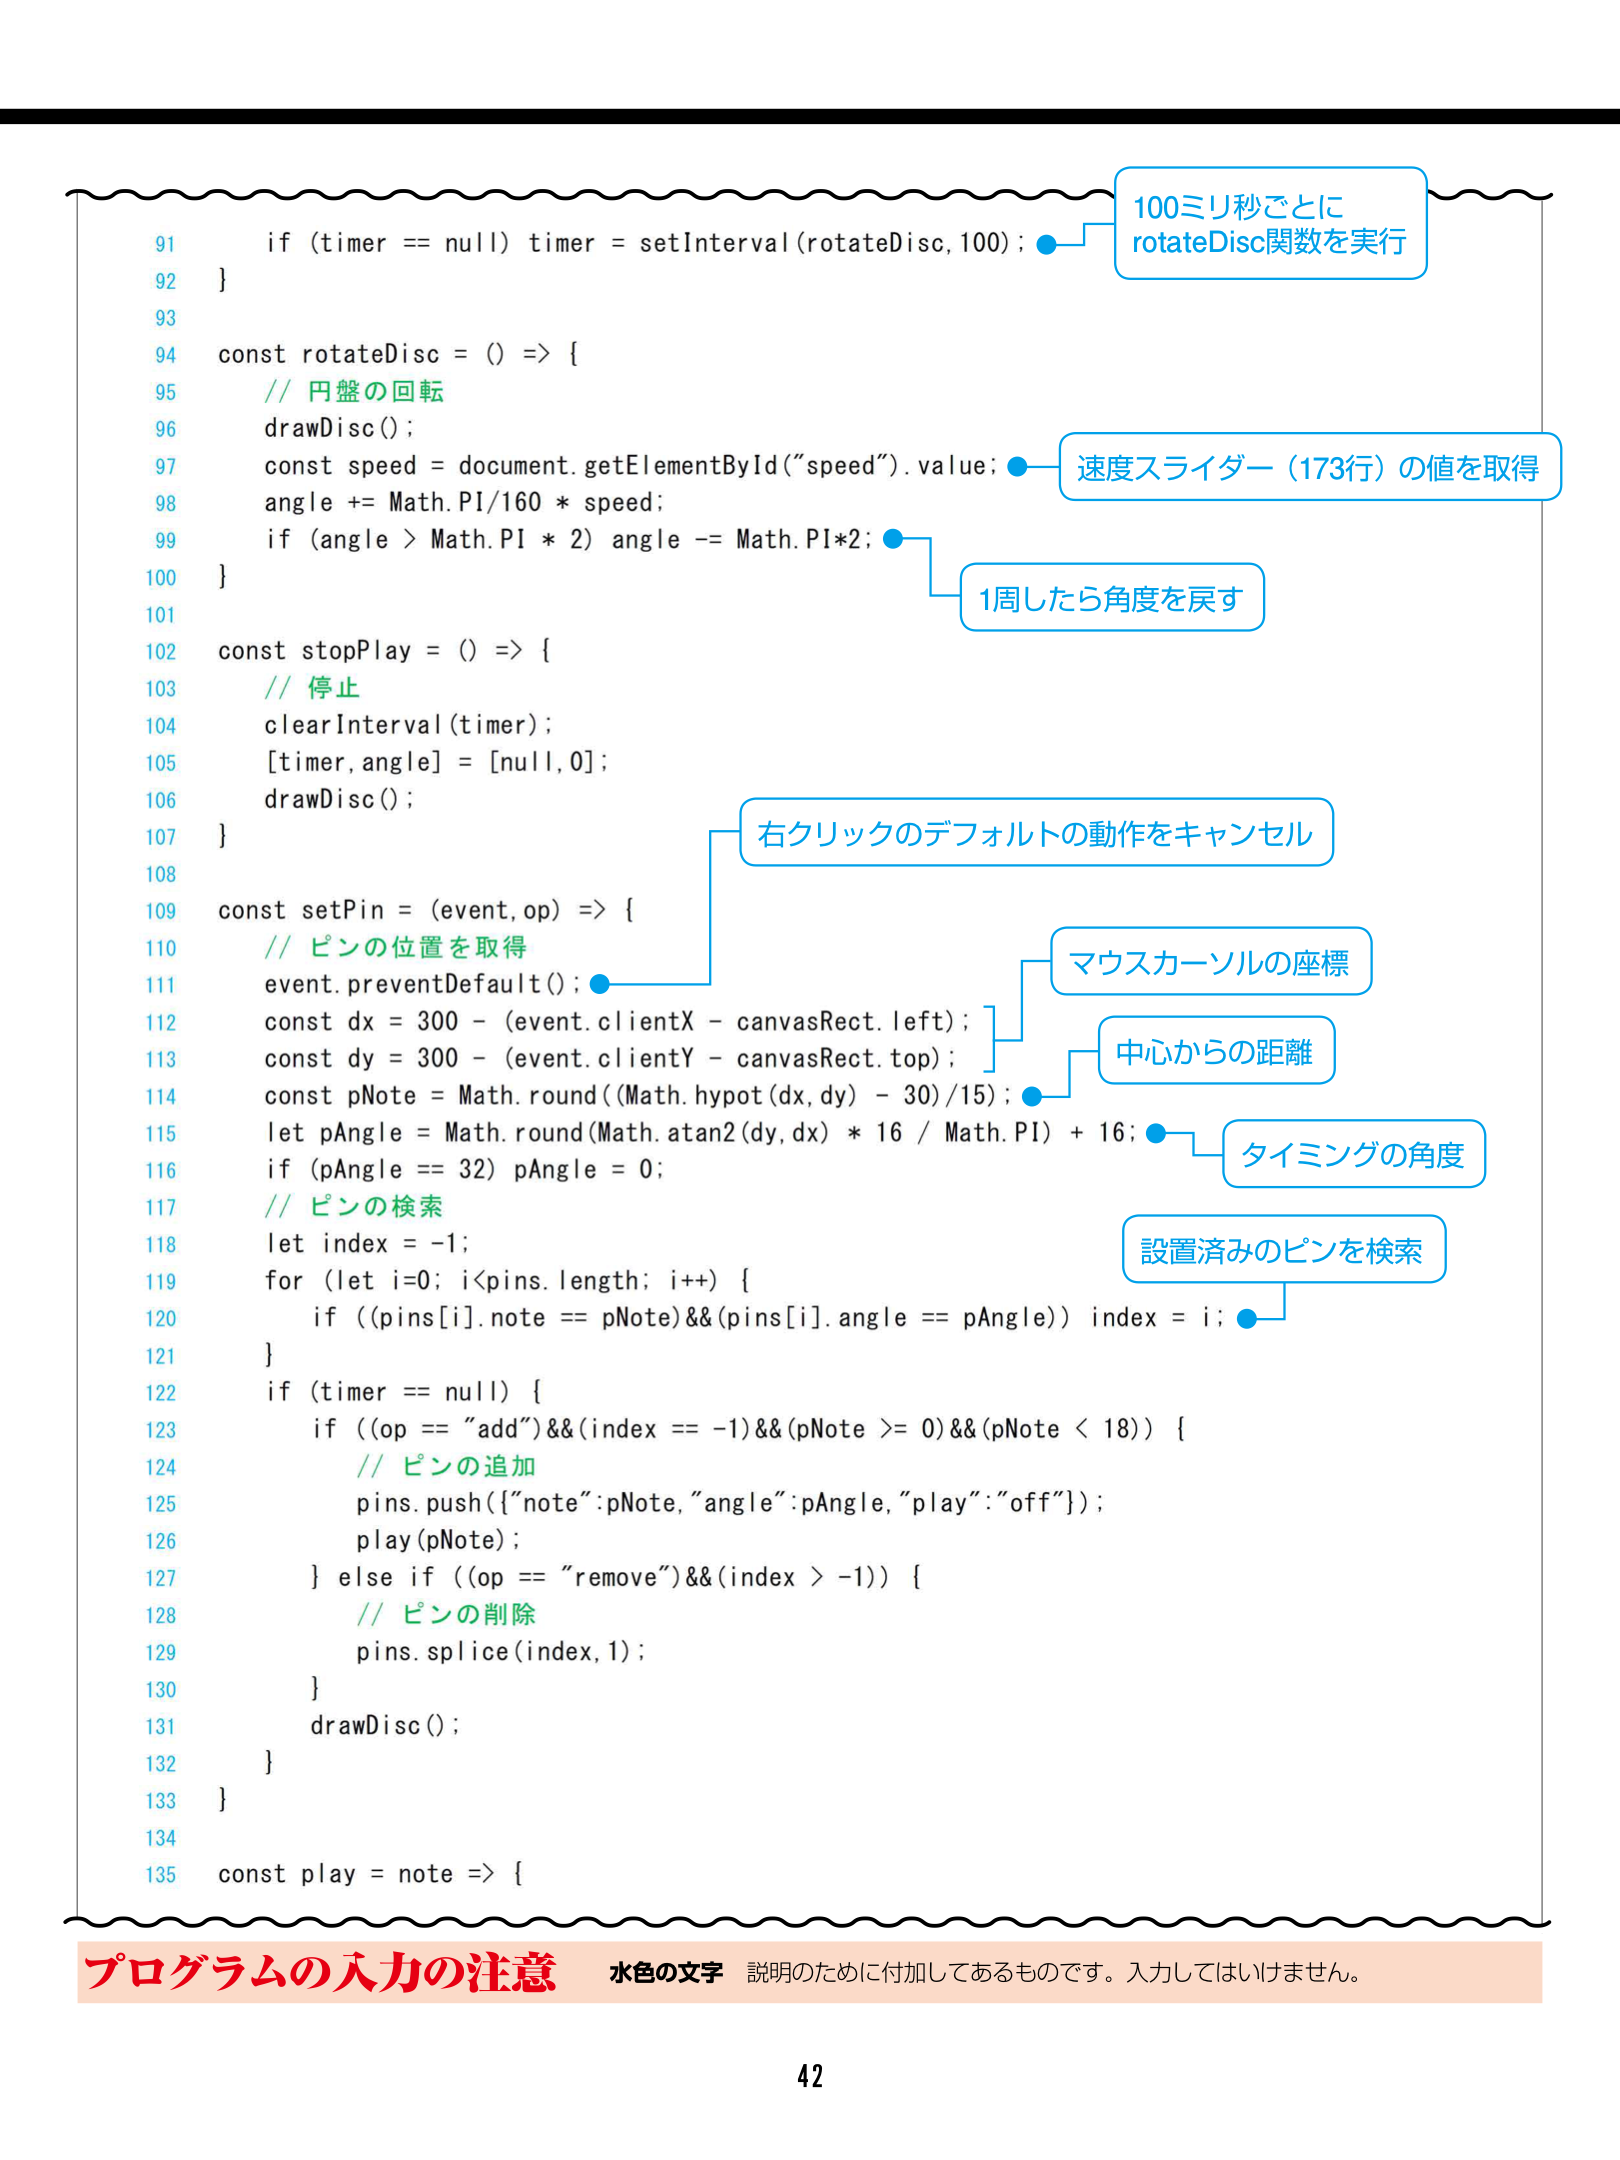 100ミリ秒ごとに
rotateDisc関数を実行
91 if (timer == null) timer = setInterval(rotateDisc,100);
92 }
93
94 const rotateDisc = () => {
95 // 円盤の回転
96 drawDisc();
97 const speed = document.getElementById("speed").value;
速度スライダー（173行）の値を取得
98 angle += Math.PI/160 * speed;
99 if (angle > Math.PI * 2) angle -= Math.PI*2;
1周したら角度を戻す
100 }
101
102 const stopPlay = () => {
103 // 停止
104 clearInterval(timer);
105 [timer,angle] = [null,0];
106 drawDisc();
107 }
右クリックのデフォルトの動作をキャンセル
108
109 const setPin = (event,op) => {
110 // ピンの位置を取得
111 event.preventDefault();
マウスカーソルの座標
112 const dx = 300 - (event.clientX - canvasRect.left);
113 const dy = 300 - (event.clientY - canvasRect.top);
中心からの距離
114 const pNote = Math.round((Math.hypot(dx,dy) - 30)/15);
115 let pAngle = Math.round(Math.atan2(dy,dx) * 16 / Math.PI) + 16;
タイミングの角度
116 if (pAngle == 32) pAngle = 0;
117 // ピンの検索
118 let index = -1;
設置済みのピンを検索
119 for (let i=0; i<pins.length; i++) {
120 if ((pins[i].note == pNote)&&(pins[i].angle == pAngle)) index = i;
121 }
122 if (timer == null) {
123 if ((op == "add")&&(index == -1)&&(pNote >= 0)&&(pNote < 18)) {
124 // ピンの追加
125 pins.push({"note":pNote,"angle":pAngle,"play":"off"});
126 play(pNote);
127 } else if ((op == "remove")&&(index > -1)) {
128 // ピンの削除
129 pins.splice(index,1);
130 }
131 drawDisc();
132 }
133 }
134
135 const play = note => {
プログラムの入力の注意 水色の文字 説明のために付加してあるものです。入力してはいけません。
42